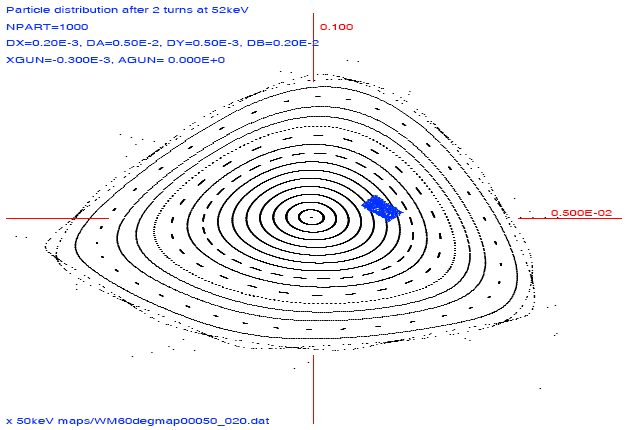 Particle distribution after 2 turns at 52keV
NPART=1000
0.100
DX=0.20E-3, DA=0.50E-2, DY=0.50E-3, DB=0.20E-2
XGUN=-0.300E-3, AGUN= 0.000E+0
0.500E-02
x 50keV maps/WM60degmap00050_020.dat